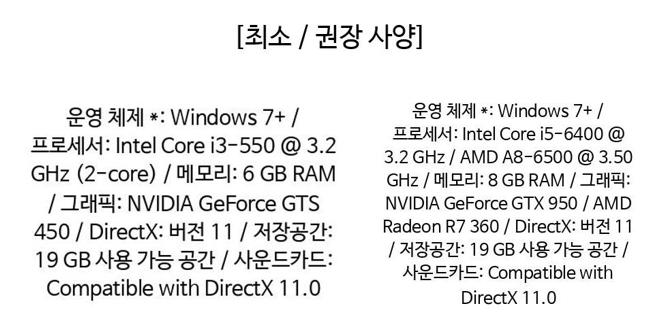 [최소 / 권장 사양]
운영 체제 *: Windows 7+ /
프로세서: Intel Core i3-550 @ 3.2
GHz (2-core) / 메모리: 6 GB RAM
/ 그래픽: NVIDIA GeForce GTS
450 / DirectX: 버전 11 / 저장공간:
19 GB 사용 가능 공간 / 사운드카드:
Compatible with DirectX 11.0
운영 체제 *: Windows 7+ /
프로세서: Intel Core i5-6400 @
3.2 GHz / AMD A8-6500 @ 3.50
GHz / 메모리: 8 GB RAM / 그래픽:
NVIDIA GeForce GTX 950 / AMD
Radeon R7 360 / DirectX: 버전 11
/ 저장공간: 19 GB 사용 가능 공간 /
사운드카드: Compatible with
DirectX 11.0